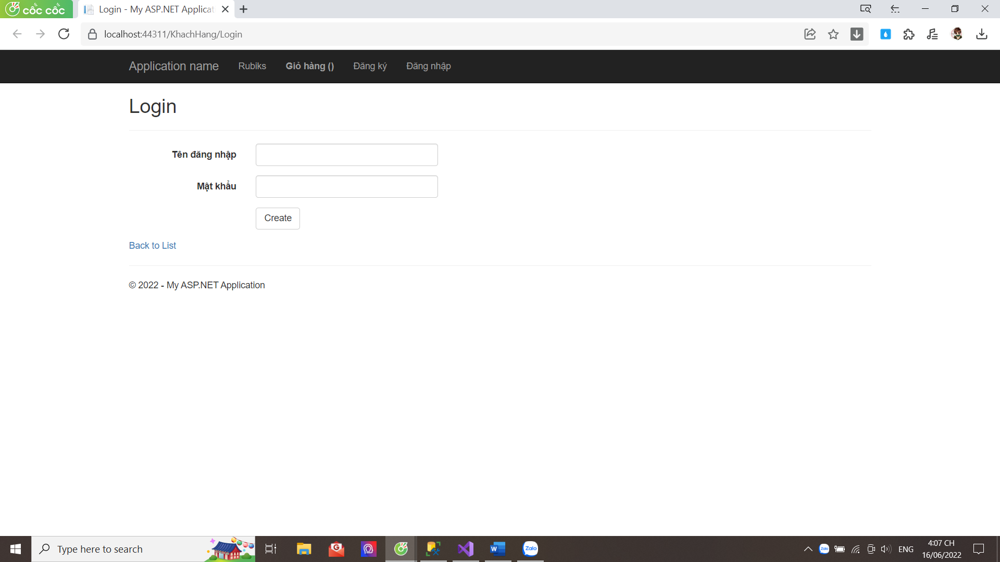 cốc cốc
Login - My ASP.NET Applicat
localhost:44311/KhachHang/Login
Application name
Rubiks
Giỏ hàng ()
Đăng ký
Đăng nhập
Login
Tên đăng nhập
Mật khẩu
Create
Back to List
© 2022 - My ASP.NET Application
Type here to search
G
W
Zalo
Zalo
ENG
4:07 CH
16/06/2022